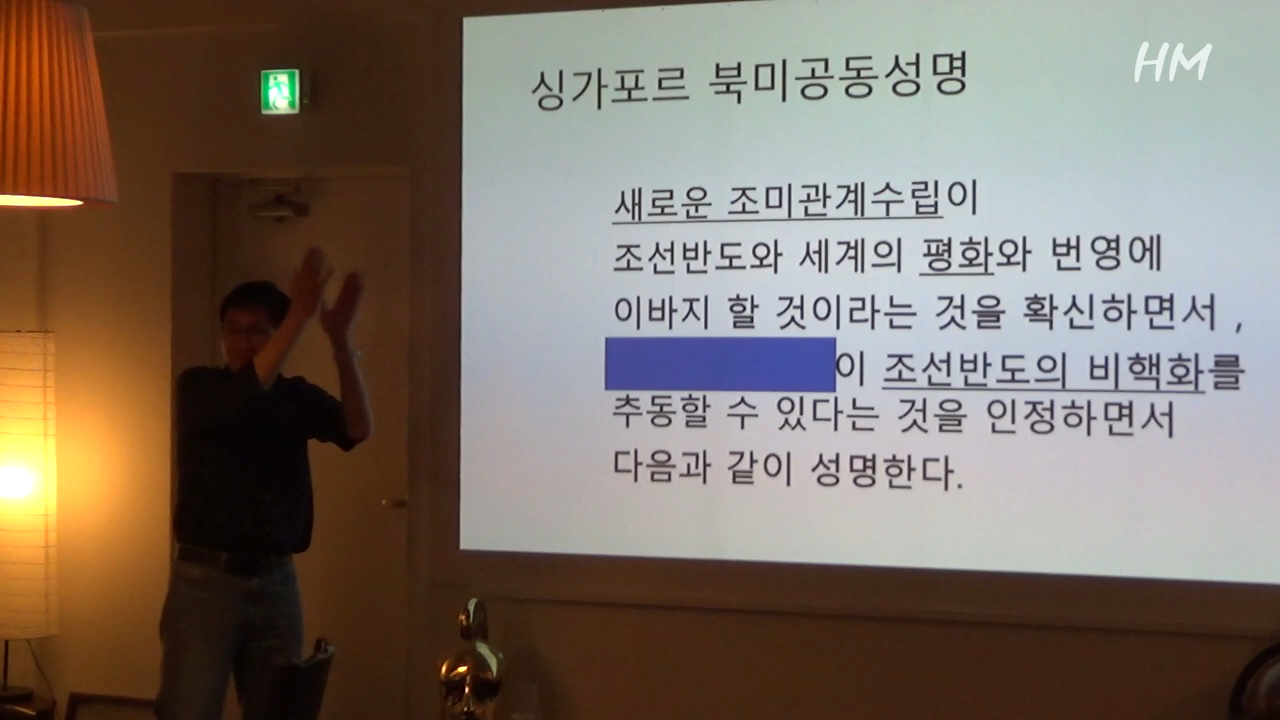 HM
싱가포르 북미공동성명
새로운 조미관계수립이
조선반도와 세계의 평화와 번영에
이바지 할 것이라는 것을 확신하면서 ,
이 조선반도의 비핵화를
추동할 수 있다는 것을 인정하면서
다음과 같이 성명한다.